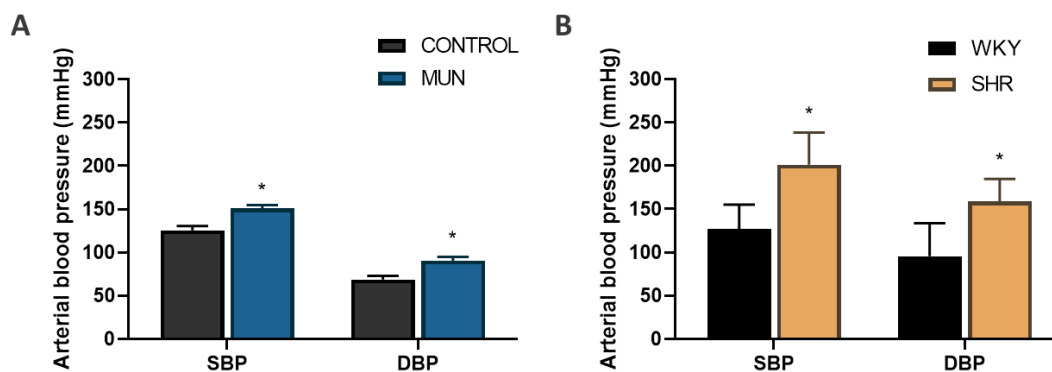 A
CONTROL
MUN
Arterial blood pressure (mmHg)
300
250
200
150
100
50
0
*
*
SBP
DBP
B
WKY
SHR
Arterial blood pressure (mmHg)
300
250
200
150
100
50
0
*
*
SBP
DBP